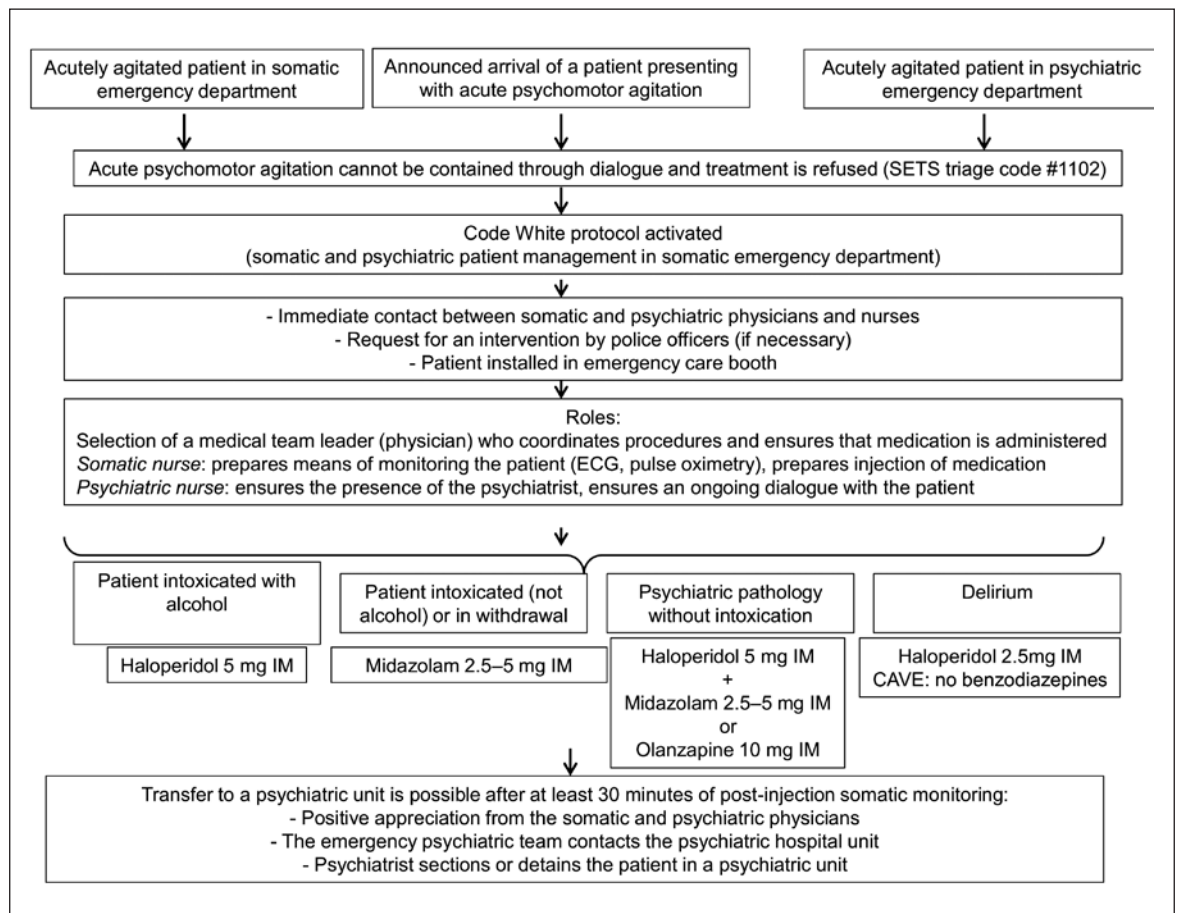 Acutely agitated patient in somatic
emergency department
Announced arrival of a patient presenting
with acute psychomotor agitation
Acutely agitated patient in psychiatric
emergency department
Acute psychomotor agitation cannot be contained through dialogue and treatment is refused (SETS triage code #1102)
Code White protocol activated
(somatic and psychiatric patient management in somatic emergency department)
- Immediate contact between somatic and psychiatric physicians and nurses
- Request for an intervention by police officers (if necessary)
- Patient installed in emergency care booth
Roles:
Selection of a medical team leader (physician) who coordinates procedures and ensures that medication is administered
Somatic nurse: prepares means of monitoring the patient (ECG, pulse oximetry), prepares injection of medication
Psychiatric nurse: ensures the presence of the psychiatrist, ensures an ongoing dialogue with the patient
Patient intoxicated with
alcohol
Haloperidol 5 mg IM
Patient intoxicated (not
alcohol) or in withdrawal
Midazolam 2.5–5 mg IM
Psychiatric pathology
without intoxication
Haloperidol 5 mg IM
+
Midazolam 2.5–5 mg IM
or
Olanzapine 10 mg IM
Delirium
Haloperidol 2.5mg IM
CAVE: no benzodiazepines
Transfer to a psychiatric unit is possible after at least 30 minutes of post-injection somatic monitoring:
- Positive appreciation from the somatic and psychiatric physicians
- The emergency psychiatric team contacts the psychiatric hospital unit
- Psychiatrist sections or detains the patient in a psychiatric unit